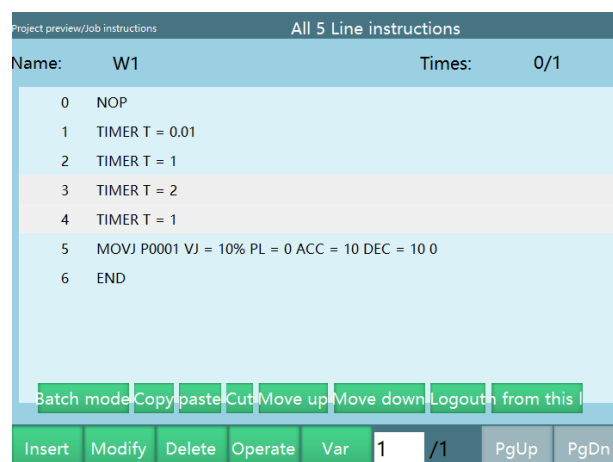 Project preview/Job instructions All 5 Line instructions
Name: W1 Times: 0/1
0 NOP
1 TIMER T = 0.01
2 TIMER T = 1
3 TIMER T = 2
4 TIMER T = 1
5 MOVJ P0001 VJ = 10% PL = 0 ACC = 10 DEC = 10 0
6 END
Batch mode Copy paste Cut Move up Move down Logout n from this l
Insert Modify Delete Operate Var 1 /1 PgUp PgDn